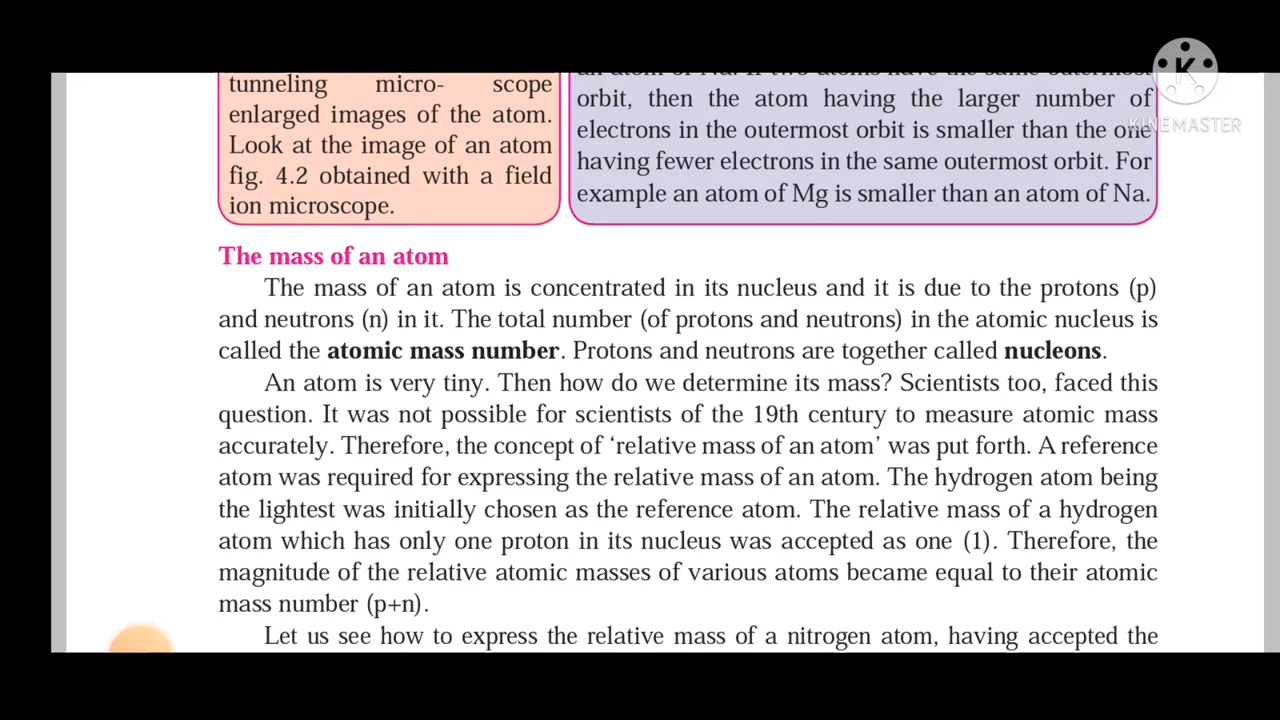 tunneling micro- scope
enlarged images of the atom.
Look at the image of an atom
fig. 4.2 obtained with a field
ion microscope.
an atom of Na. If two atoms have the same outermost
orbit, then the atom having the larger number of
electrons in the outermost orbit is smaller than the one
having fewer electrons in the same outermost orbit. For
example an atom of Mg is smaller than an atom of Na.
K
KINEMASTER
The mass of an atom
The mass of an atom is concentrated in its nucleus and it is due to the protons (p)
and neutrons (n) in it. The total number (of protons and neutrons) in the atomic nucleus is
called the atomic mass number. Protons and neutrons are together called nucleons.
An atom is very tiny. Then how do we determine its mass? Scientists too, faced this
question. It was not possible for scientists of the 19th century to measure atomic mass
accurately. Therefore, the concept of ‘relative mass of an atom’ was put forth. A reference
atom was required for expressing the relative mass of an atom. The hydrogen atom being
the lightest was initially chosen as the reference atom. The relative mass of a hydrogen
atom which has only one proton in its nucleus was accepted as one (1). Therefore, the
magnitude of the relative atomic masses of various atoms became equal to their atomic
mass number (p+n).
Let us see how to express the relative mass of a nitrogen atom, having accepted the